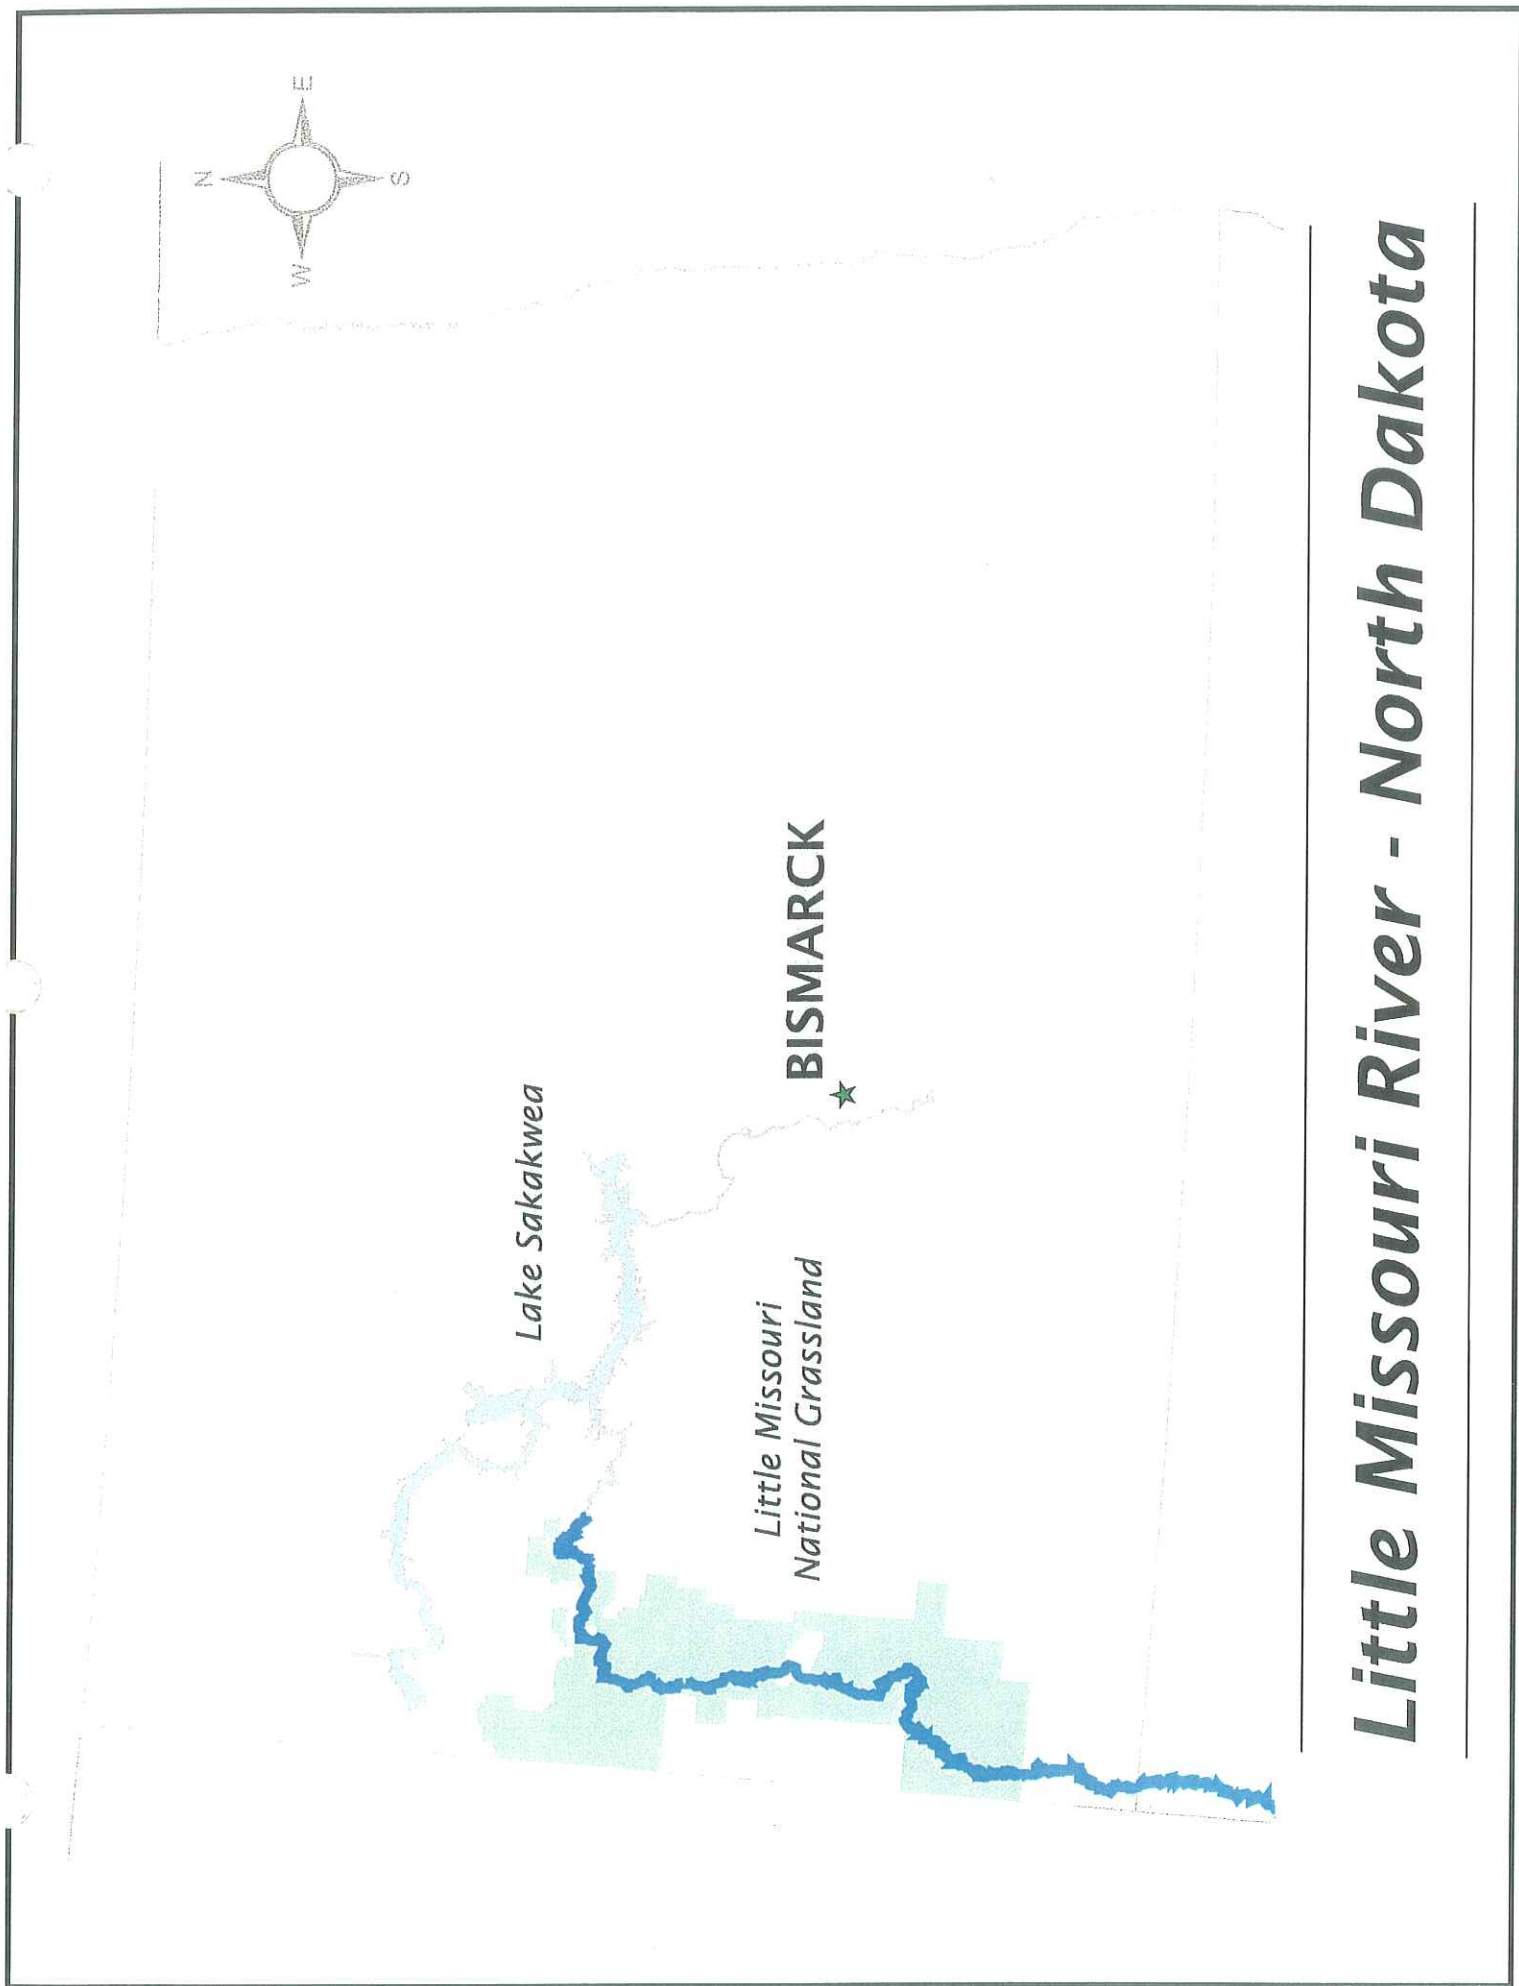 N
W
E
S
Lake Sakakwea
BISMARCK
Little Missouri
National Grassland
Little Missouri River - North Dakota